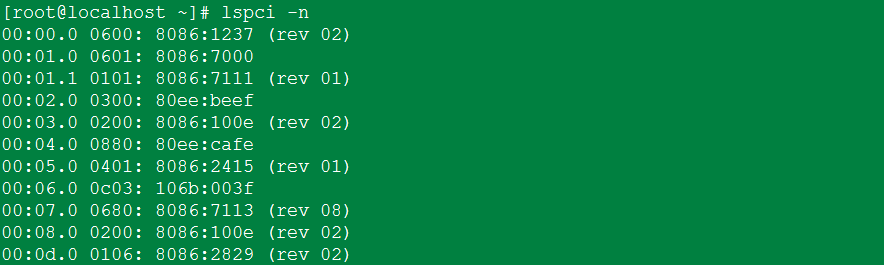 [root@localhost ~]# lspci -n
00:00.0 0600: 8086:1237 (rev 02)
00:01.0 0601: 8086:7000
00:01.1 0101: 8086:7111 (rev 01)
00:02.0 0300: 80ee:beef
00:03.0 0200: 8086:100e (rev 02)
00:04.0 0880: 80ee:cafe
00:05.0 0401: 8086:2415 (rev 01)
00:06.0 0c03: 106b:003f
00:07.0 0680: 8086:7113 (rev 08)
00:08.0 0200: 8086:100e (rev 02)
00:0d.0 0106: 8086:2829 (rev 02)